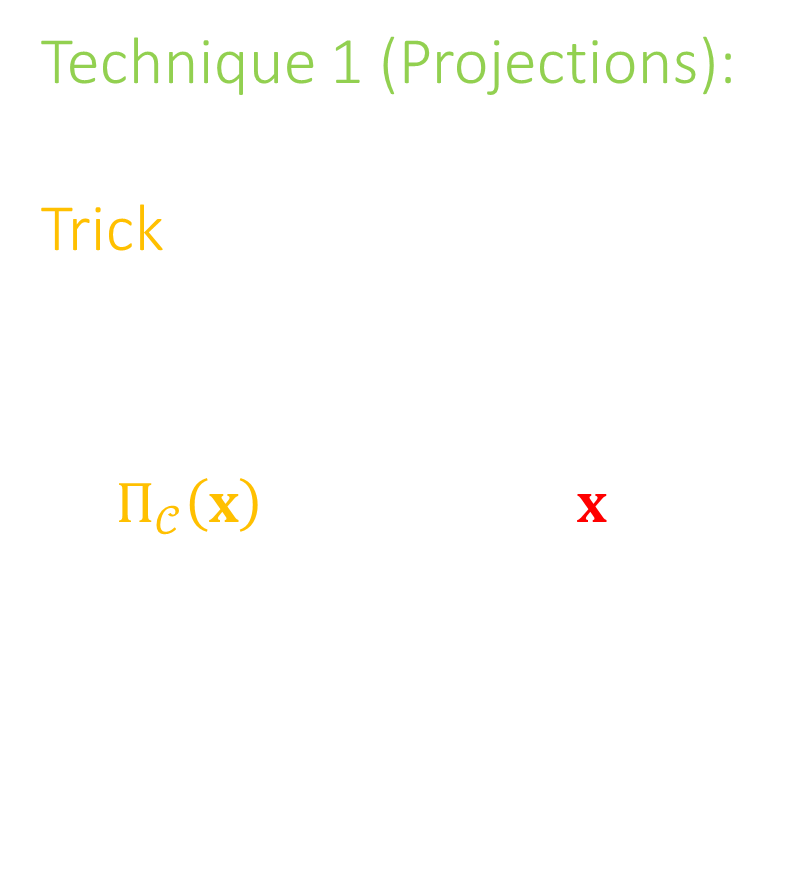 Technique 1 (Projections):
Trick
Π𝒞(𝐱) 𝐱